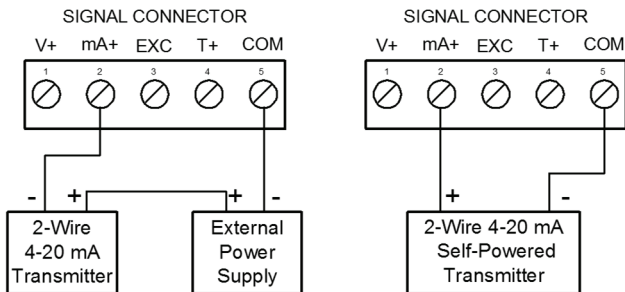 SIGNAL CONNECTOR
V+ mA+ EXC T+ COM
1 2 3 4 5
- + + -
2-Wire
4-20 mA
Transmitter
External
Power
Supply
SIGNAL CONNECTOR
V+ mA+ EXC T+ COM
1 2 3 4 5
+ -
2-Wire 4-20 mA
Self-Powered
Transmitter